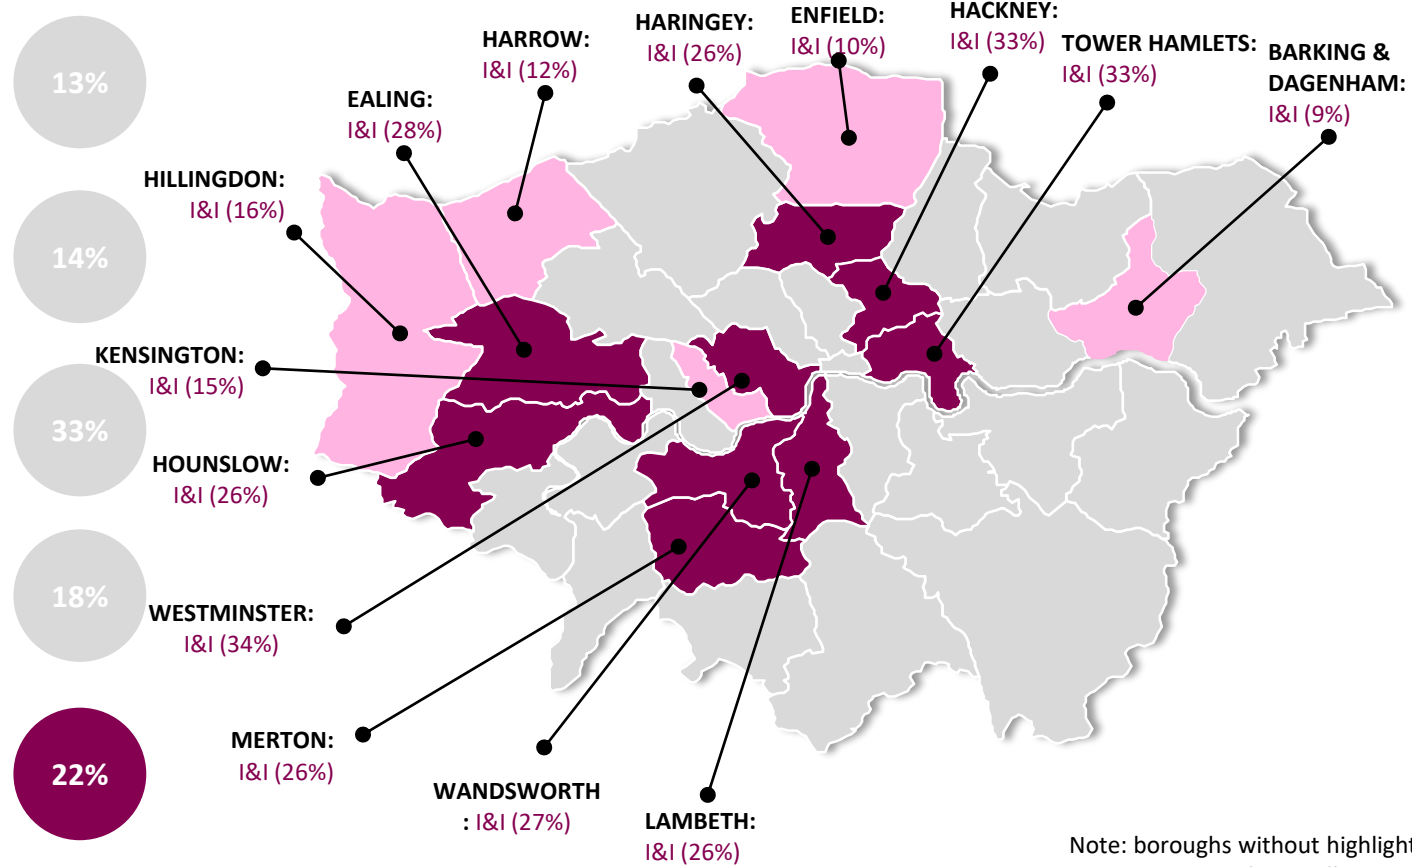 13%
14%
33%
18%
22%
HARROW:
I&I (12%)
HARINGEY:
I&I (26%)
ENFIELD:
I&I (10%)
HACKNEY:
I&I (33%)
TOWER HAMLETS:
I&I (33%)
BARKING &
DAGENHAM:
I&I (9%)
EALING:
I&I (28%)
HILLINGDON:
I&I (16%)
KENSINGTON:
I&I (15%)
HOUNSLOW:
I&I (26%)
WESTMINSTER:
I&I (34%)
MERTON:
I&I (26%)
WANDSWORTH
: I&I (27%)
LAMBETH:
I&I (26%)
Note: boroughs without highlight